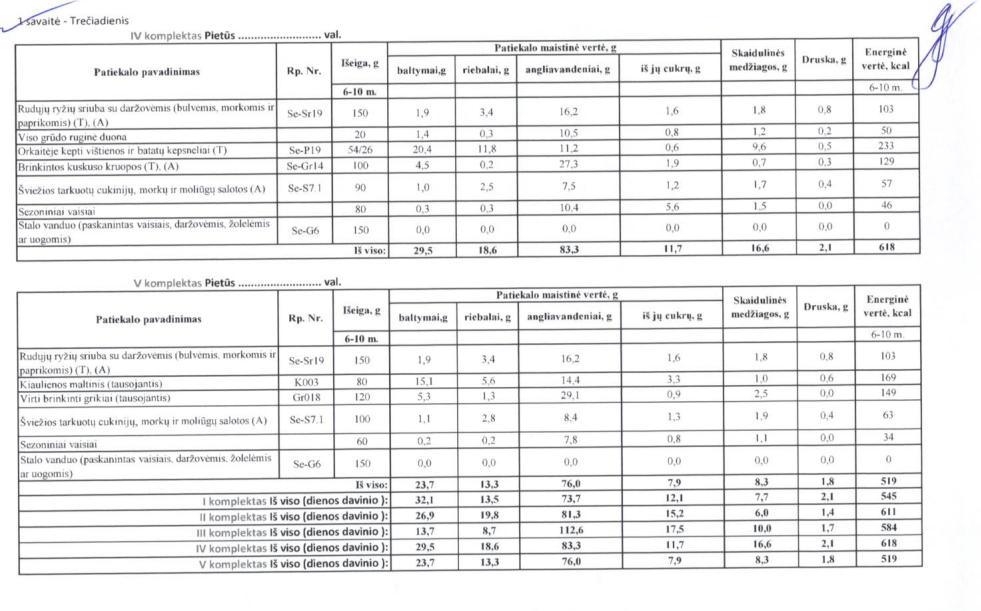 1 savaitė - Trečiadienis
IV komplektas Pietūs .......................... val.
Patiekalo pavadinimas Rp. Nr. Išeiga, g Patiekalo maistinė vertė, g Skaidulinės medžiagos, g Druska, g Energinė vertė, kcal
baltymai,g riebalai, g angliavandeniai, g iš jų cukrų, g
6-10 m. 6-10 m.
Rudųjų ryžių sriuba su daržovėmis (bulvėmis, morkomis ir
paprikomis) (T), (A) Se-Sr19 150 1,9 3,4 16,2 1,6 1,8 0,8 103
Viso grūdo ruginė duona 20 1,4 0,3 10,5 0,8 1,2 0,2 50
Orkaitėje kepti vištienos ir batatų kepsneliai (T) Se-P19 54/26 20,4 11,8 11,2 0,6 9,6 0,5 233
Brinkintos kuskuso kruopos (T), (A) Se-Gr14 100 4,5 0,2 27,3 1,9 0,7 0,3 129
Šviežios tarkuotų cukinijų, morkų ir moliūgų salotos (A) Se-S7.1 90 1,0 2,5 7,5 1,2 1,7 0,4 57
Sezoniniai vaisiai 80 0,3 0,3 10,4 5,6 1,5 0,0 46
Stalo vanduo (paskanintas vaisiais, daržovėmis, žolelėmis
ar uogomis) Se-G6 150 0,0 0,0 0,0 0,0 0,0 0,0 0
Iš viso: 29,5 18,6 83,3 11,7 16,6 2,1 618
V komplektas Pietūs .......................... val.
Patiekalo pavadinimas Rp. Nr. Išeiga, g Patiekalo maistinė vertė, g Skaidulinės medžiagos, g Druska, g Energinė vertė, kcal
baltymai,g riebalai, g angliavandeniai, g iš jų cukrų, g
6-10 m. 6-10 m.
Rudųjų ryžių sriuba su daržovėmis (bulvėmis, morkomis ir
paprikomis) (T), (A) Se-Sr19 150 1,9 3,4 16,2 1,6 1,8 0,8 103
Kiaulienos maltinis (tausojantis) K003 80 15,1 5,6 14,4 3,3 1,0 0,6 169
Virti brinkinti grikiai (tausojantis) Gr018 120 5,3 1,3 29,1 0,9 2,5 0,0 149
Šviežios tarkuotų cukinijų, morkų ir moliūgų salotos (A) Se-S7.1 100 1,1 2,8 8,4 1,3 1,9 0,4 63
Sezoniniai vaisiai 60 0,2 0,2 7,8 0,8 1,1 0,0 34
Stalo vanduo (paskanintas vaisiais, daržovėmis, žolelėmis
ar uogomis) Se-G6 150 0,0 0,0 0,0 0,0 0,0 0,0 0
Iš viso: 23,7 13,3 76,0 7,9 8,3 1,8 519
I komplektas Iš viso (dienos davinio ): 32,1 13,5 73,7 12,1 7,7 2,1 545
II komplektas Iš viso (dienos davinio ): 26,9 19,8 81,3 15,2 6,0 1,4 611
III komplektas Iš viso (dienos davinio ): 13,7 8,7 112,6 17,5 10,0 1,7 584
IV komplektas Iš viso (dienos davinio ): 29,5 18,6 83,3 11,7 16,6 2,1 618
V komplektas Iš viso (dienos davinio ): 23,7 13,3 76,0 7,9 8,3 1,8 519